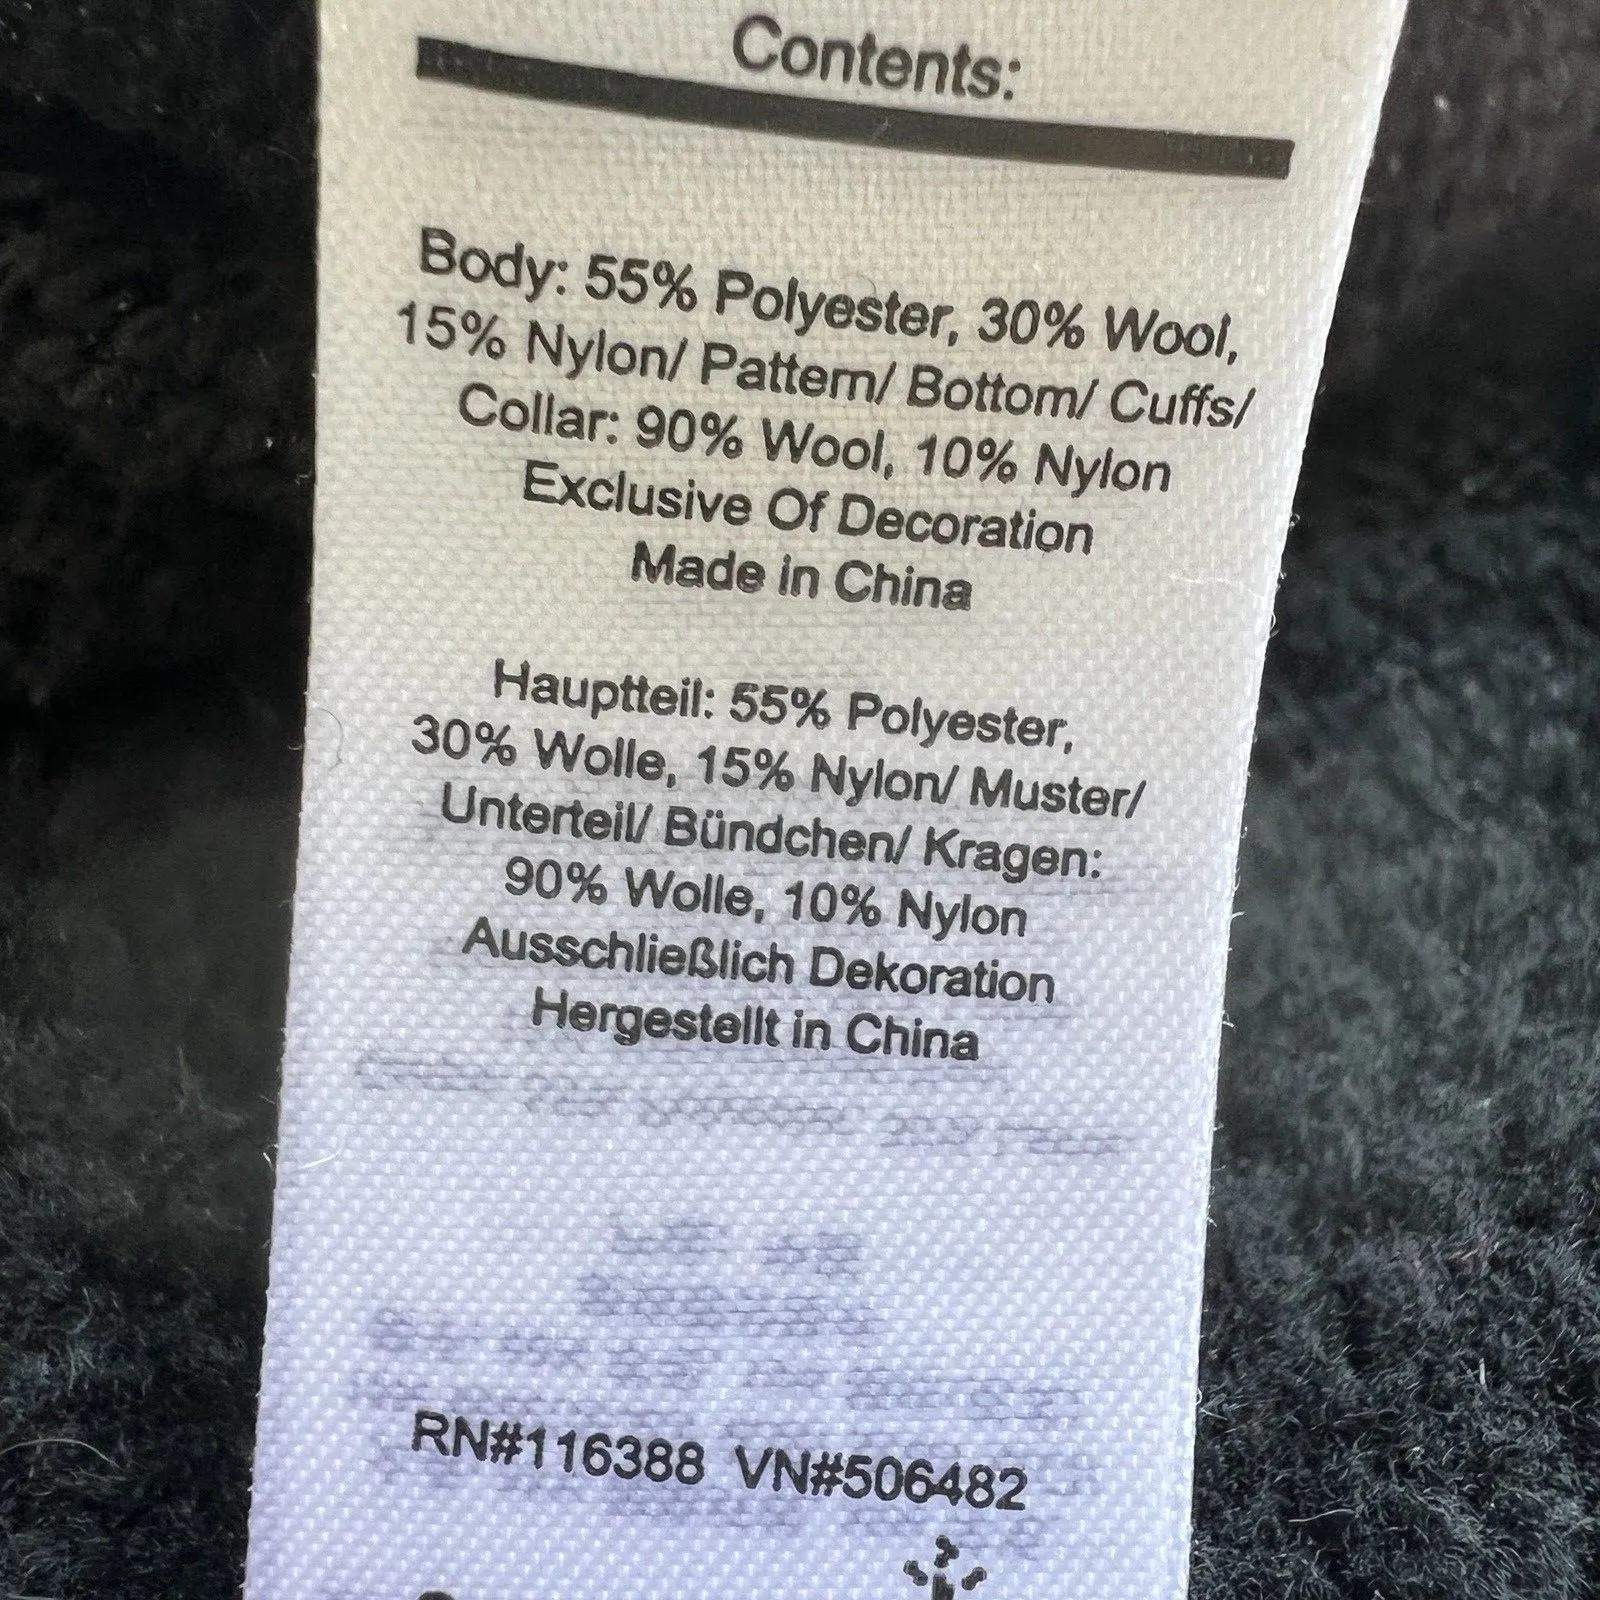 Contents:
Body: 55% Polyester, 30% Wool,
15% Nylon/ Pattern/ Bottom/ Cuffs/
Collar: 90% Wool, 10% Nylon
Exclusive Of Decoration
Made in China
Hauptteil: 55% Polyester,
30% Wolle, 15% Nylon/ Muster/
Unterteil/ Bündchen/ Kragen:
90% Wolle, 10% Nylon
Ausschließlich Dekoration
Hergestellt in China
RN#116388 VN#506482